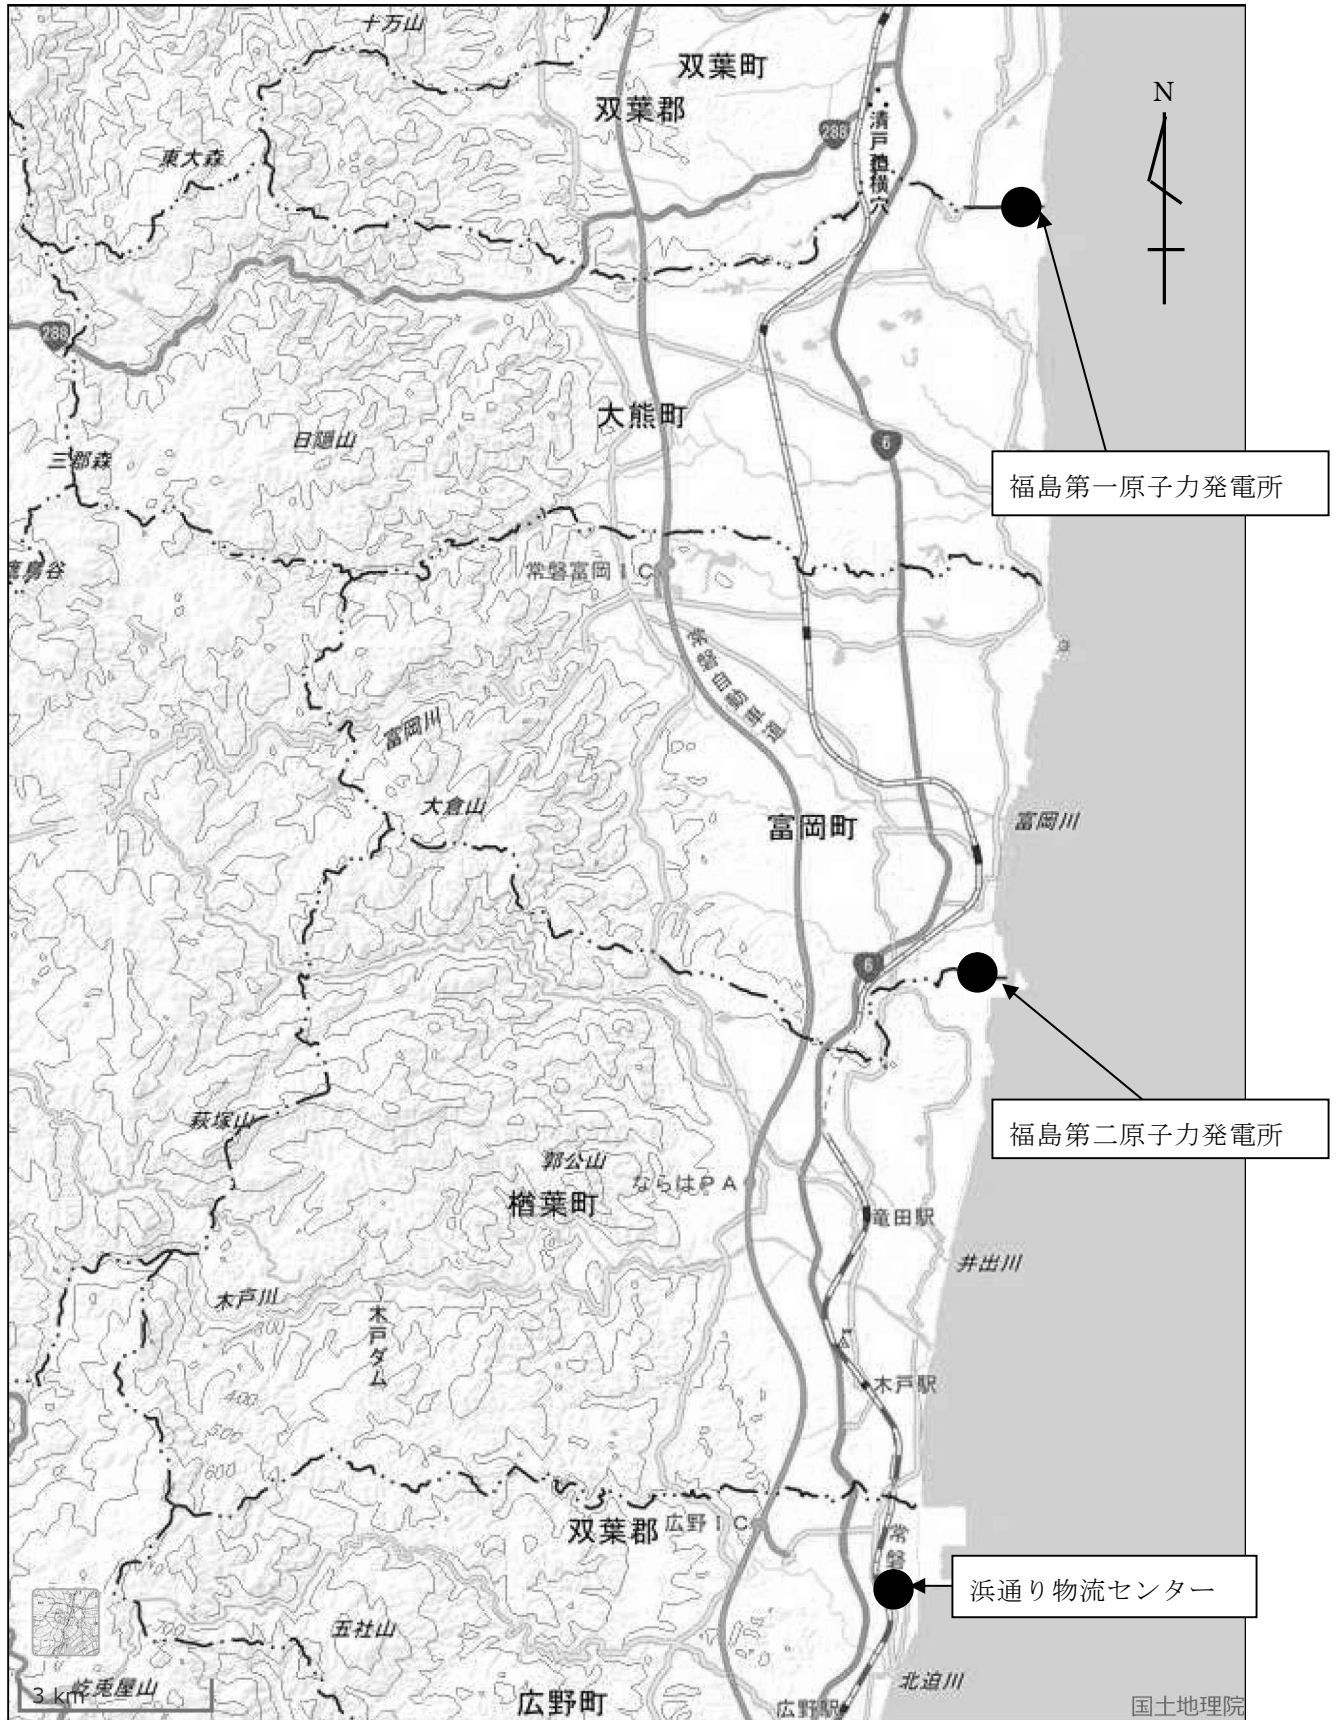 十万山
双葉町
双葉郡
N
288
清戸廹横穴
東大森
288
大熊町
日隠山
6
三郡森
福島第一原子力発電所
常磐富岡ＩＣ
常磐自動車道
富岡川
大倉山
富岡町
富岡川
6
福島第二原子力発電所
萩塚山
郭公山
ならはＰＡ
楢葉町
竜田駅
井出川
木戸川
木戸ダム
800
木戸駅
400
500
600
双葉郡
広野ＩＣ
常磐
浜通り物流センター
五社山
700
北迫川
3 km
屹兎屋山
広野町
広野駅
国土地理院